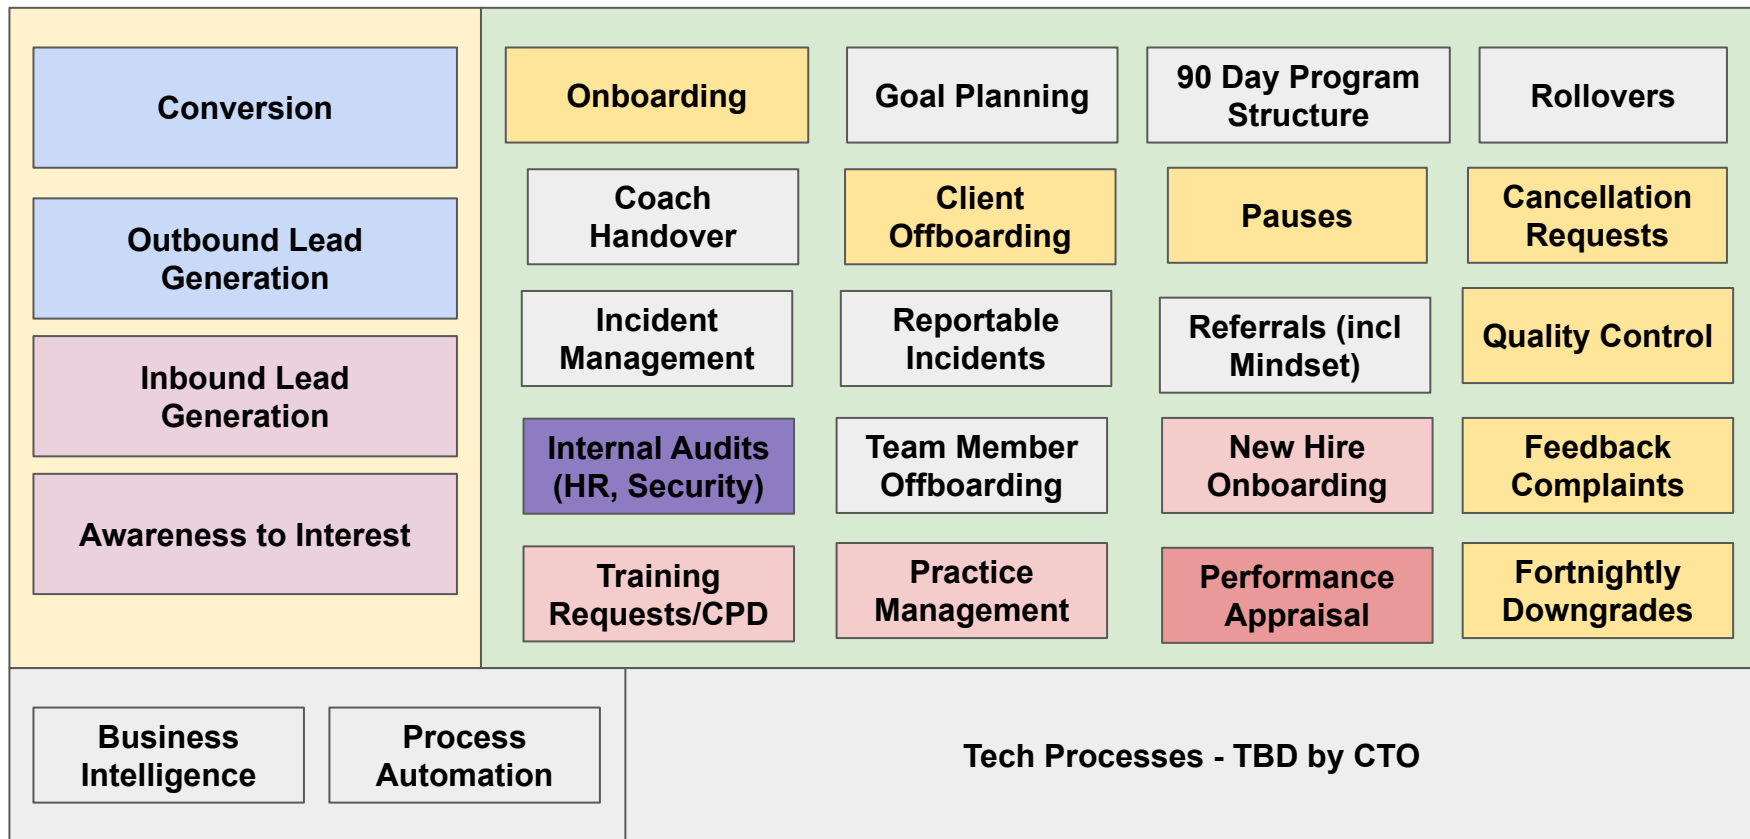 Conversion
Outbound Lead
Generation
Inbound Lead
Generation
Awareness to Interest
Onboarding
Goal Planning
90 Day Program
Structure
Rollovers
Coach
Handover
Client
Offboarding
Pauses
Cancellation
Requests
Incident
Management
Reportable
Incidents
Referrals (incl
Mindset)
Quality Control
Internal Audits
(HR, Security)
Team Member
Offboarding
New Hire
Onboarding
Feedback
Complaints
Training
Requests/CPD
Practice
Management
Performance
Appraisal
Fortnightly
Downgrades
Business
Intelligence
Process
Automation
Tech Processes - TBD by CTO